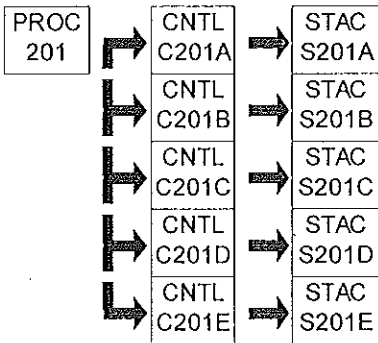 PROC
201
CNTL
C201A
STAC
S201A
CNTL
C201B
STAC
S201B
CNTL
C201C
STAC
S201C
CNTL
C201D
STAC
S201D
CNTL
C201E
STAC
S201E